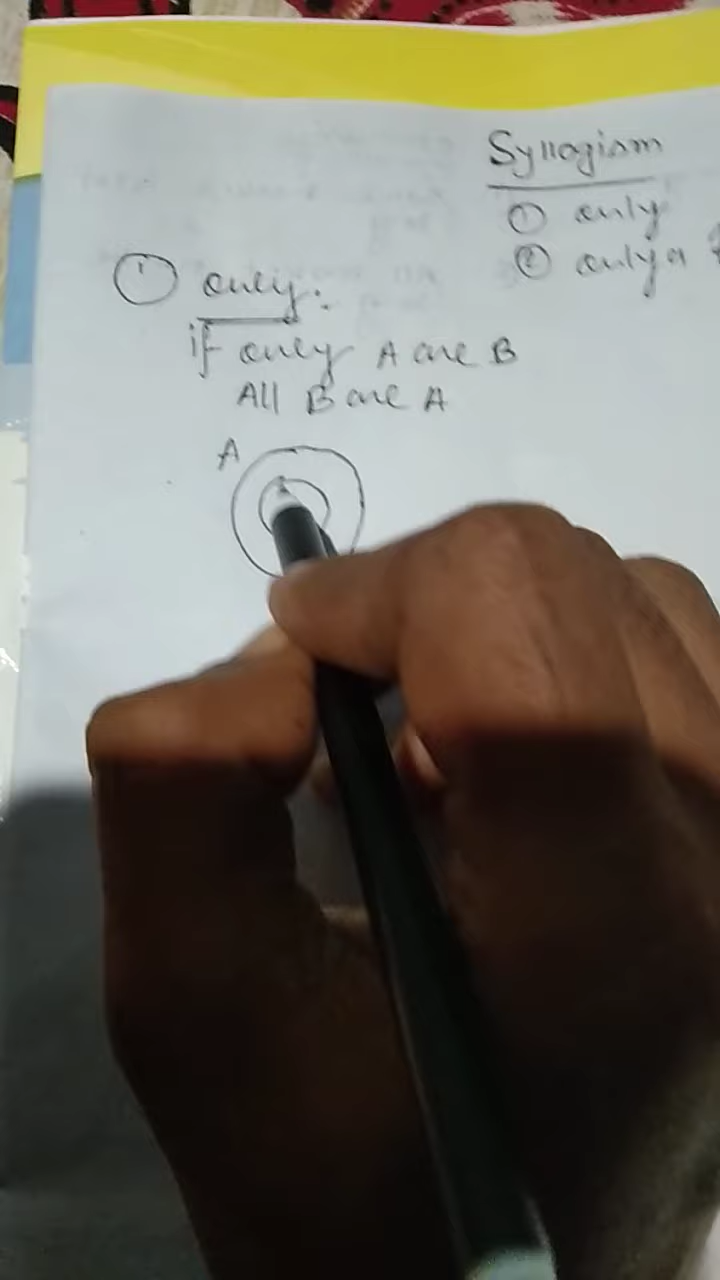 Syllogism
① only
② only a
① only:
if only A are B
All B are A
A